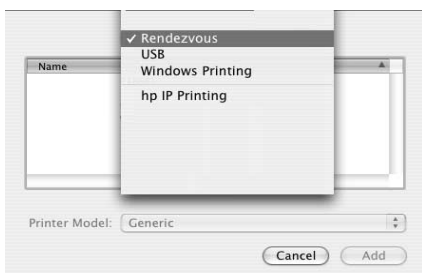 ✓ Rendezvous
USB
Windows Printing
hp IP Printing
Name
Printer Model: Generic
Cancel Add